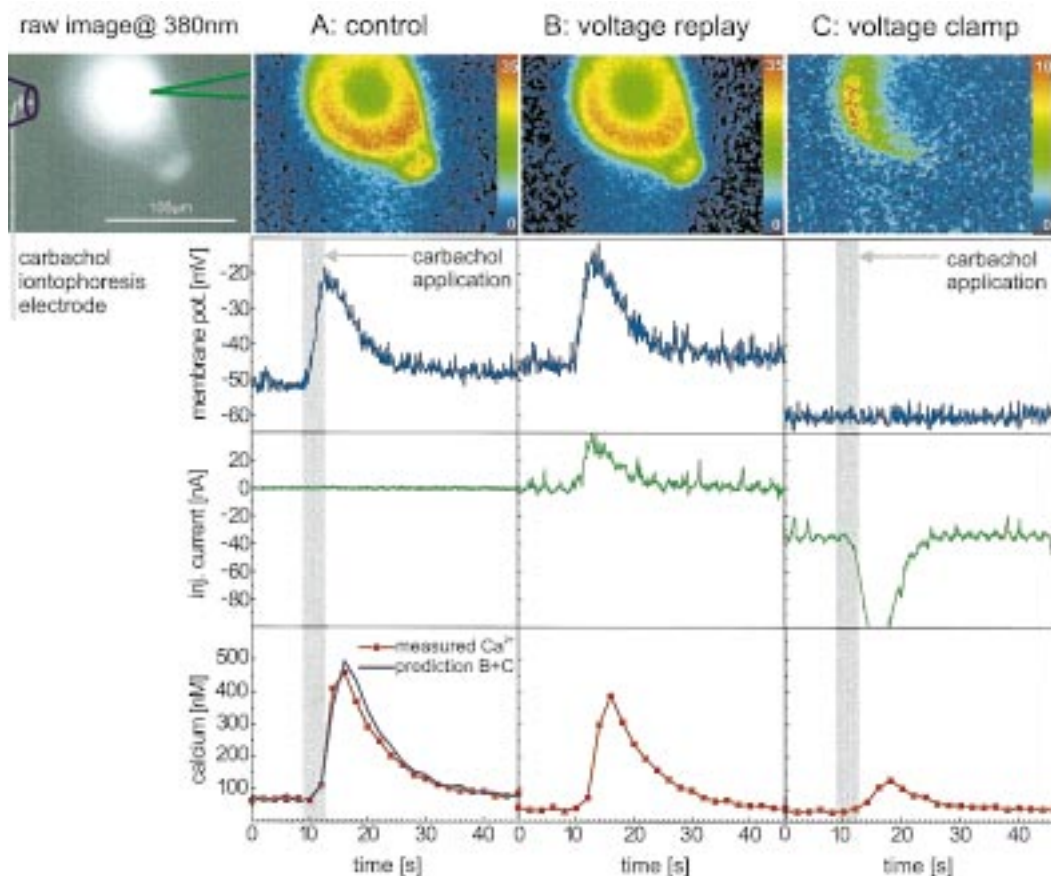 raw image@ 380nm
A: control
B: voltage replay
C: voltage clamp
35
0
35
0
10
0
100µm
carbachol
iontophoresis
electrode
carbachol
application
carbachol
application
membrane pot. [mV]
-20
-30
-40
-50
-60
inj. current [nA]
20
0
-20
-40
-60
-80
measured Ca²⁺
prediction B+C
calcium [nM]
500
400
300
200
100
0 10 20 30 40
0 10 20 30 40
0 10 20 30 40
time [s]
time [s]
time [s]